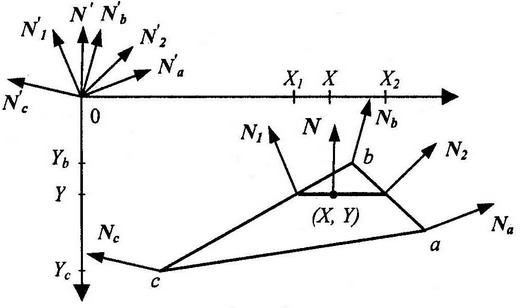 N'1 N' N'b N'2 N'a N'c
0 X1 X X2
N1 N Nb N2
Yb b
Y (X, Y)
Nc a Na
Yc c